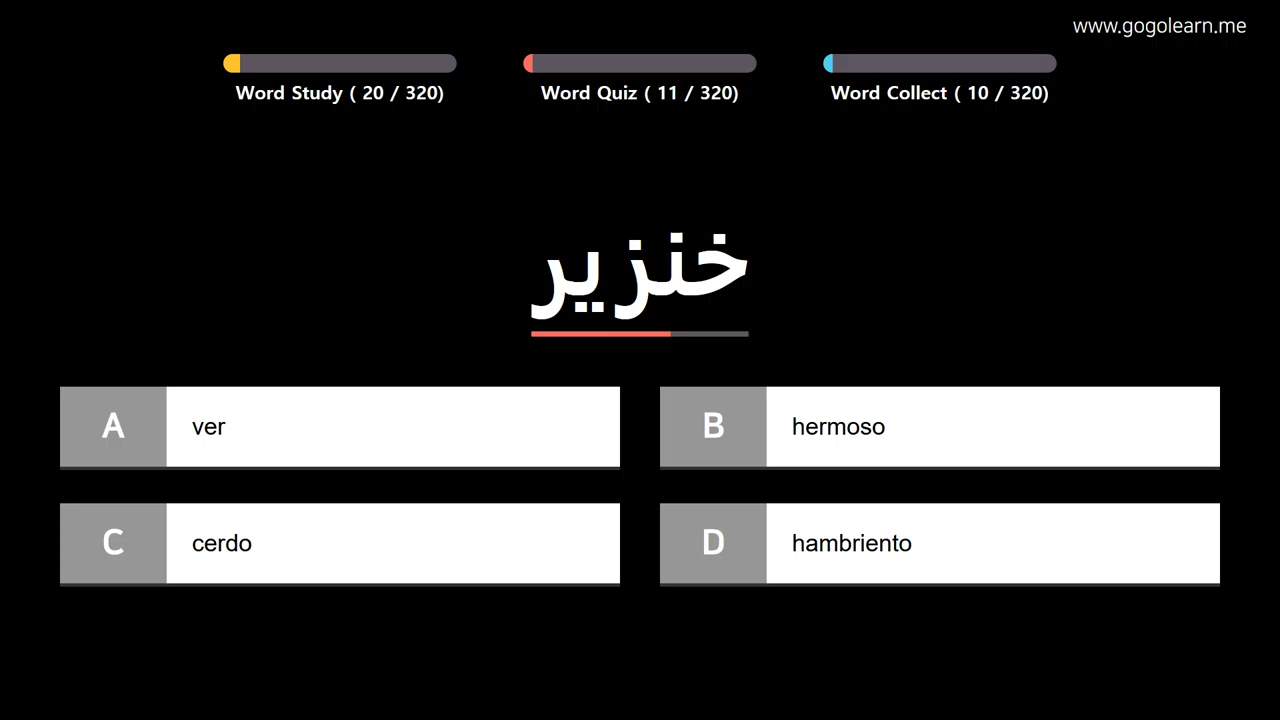 www.gogolearn.me
Word Study ( 20 / 320)
Word Quiz ( 11 / 320)
Word Collect ( 10 / 320)
خنزير
A ver
B hermoso
C cerdo
D hambriento